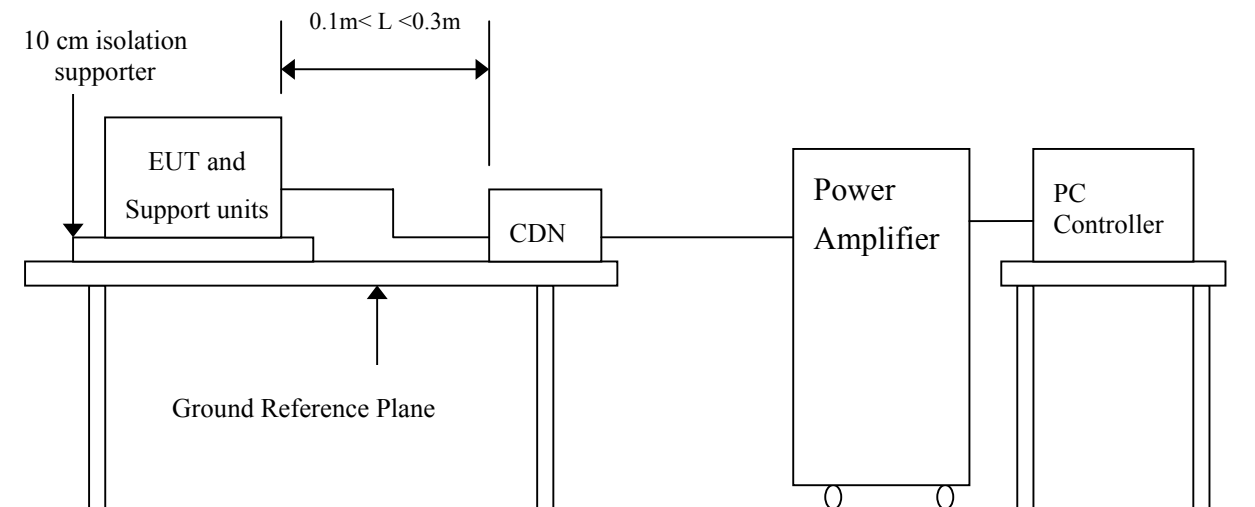 0.1m< L <0.3m
10 cm isolation
supporter
EUT and
Support units
CDN
Power
Amplifier
PC
Controller
Ground Reference Plane